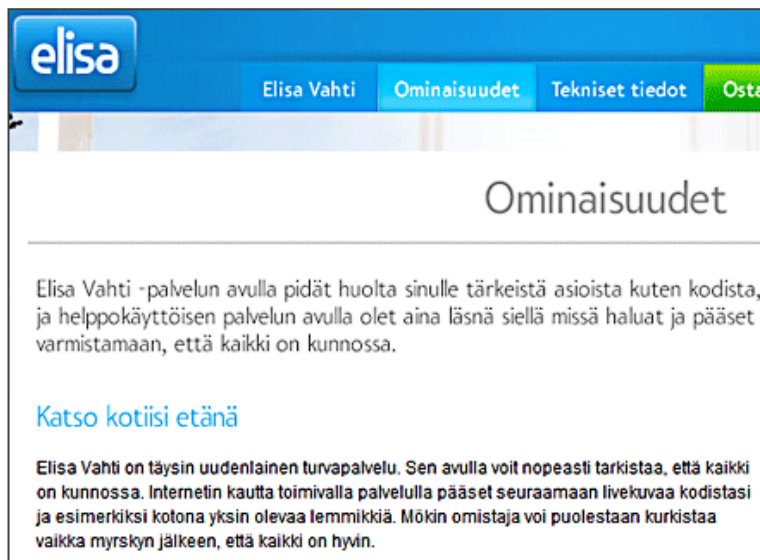 elisa
Elisa Vahti Ominaisuudet Tekniset tiedot Osta
Ominaisuudet
Elisa Vahti -palvelun avulla pidät huolta sinulle tärkeistä asioista kuten kodista,
ja helppokäyttöisen palvelun avulla olet aina läsnä siellä missä haluat ja pääset
varmistamaan, että kaikki on kunnossa.
Katso kotiisi etänä
Elisa Vahti on täysin uudenlainen turvapalvelu. Sen avulla voit nopeasti tarkistaa, että kaikki
on kunnossa. Internetin kautta toimivalla palvelulla pääset seuraamaan livekuvaa kodistasi
ja esimerkiksi kotona yksin olevaa lemmikkiä. Mökin omistaja voi puolestaan kurkistaa
vaikka myrskyn jälkeen, että kaikki on hyvin.